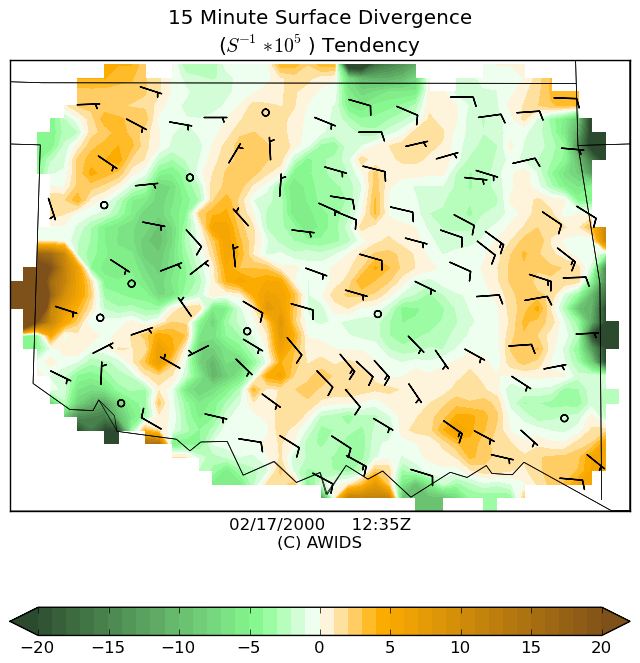 15 Minute Surface Divergence
($S^{-1}*10^5$ ) Tendency
02/17/2000 12:35Z
(C) AWIDS
−20 −15 −10 −5 0 5 10 15 20